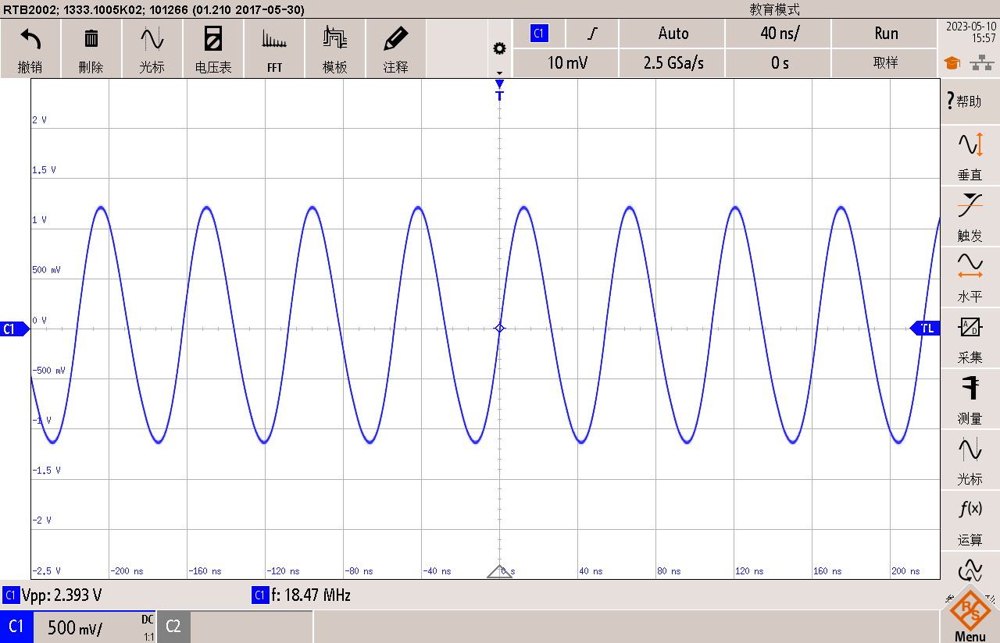 RTB2002; 1333.1005K02; 101266 (01.210 2017-05-30)
教育模式
撤销
删除
光标
电压表
FFT
模板
注释
C1
Auto
40 ns/
Run
10 mV
2.5 GSa/s
0 s
取样
2023-05-10
15:57
T
2 V
1.5 V
1 V
500 mV
0 V
-500 mV
-1 V
-1.5 V
-2 V
-2.5 V
C1
TL
-200 ns
-160 ns
-120 ns
-80 ns
-40 ns
0 s
40 ns
80 ns
120 ns
160 ns
200 ns
?帮助
垂直
触发
水平
A/D
采集
测量
光标
f(x)
运算
R&S
Menu
C1 Vpp: 2.393 V
C1 f: 18.47 MHz
C1
500 mV/
DC
1:1
C2